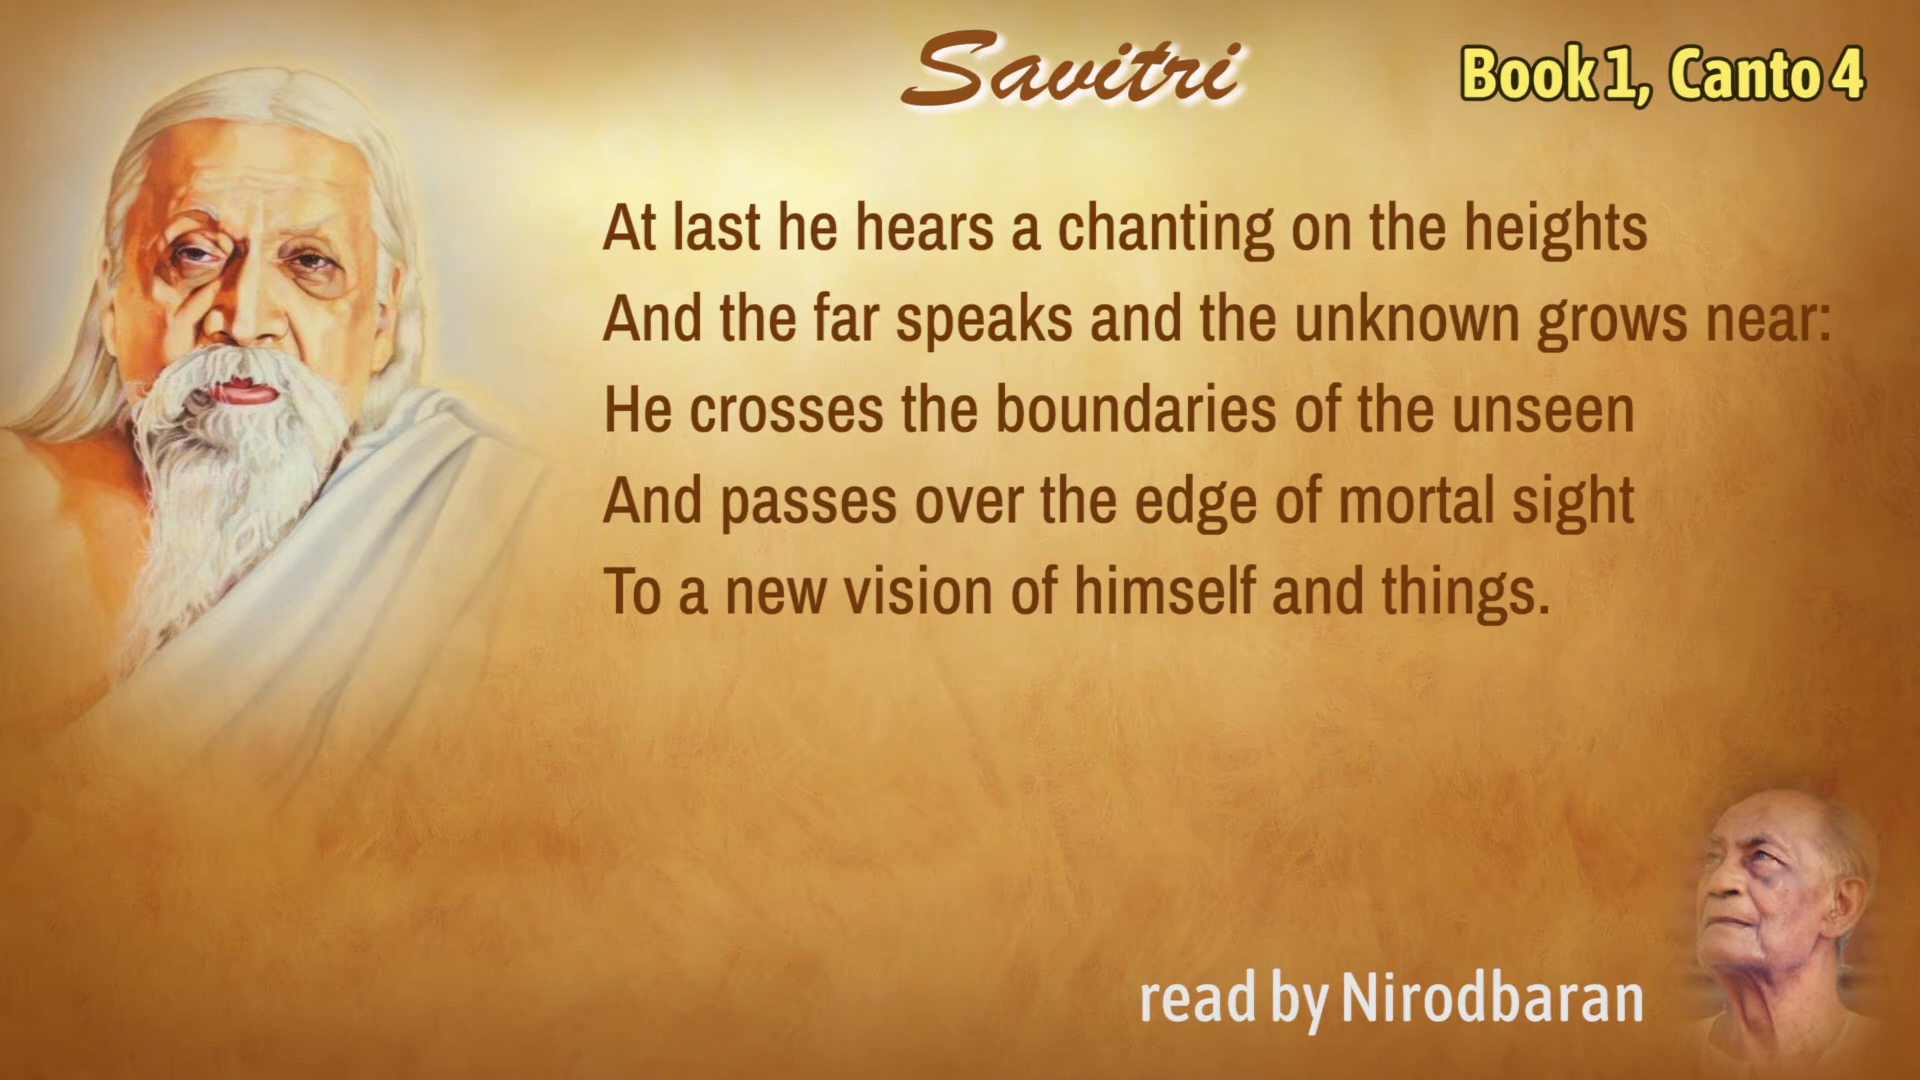 Savitri
Book 1, Canto 4
At last he hears a chanting on the heights
And the far speaks and the unknown grows near:
He crosses the boundaries of the unseen
And passes over the edge of mortal sight
To a new vision of himself and things.
read by Nirodbaran